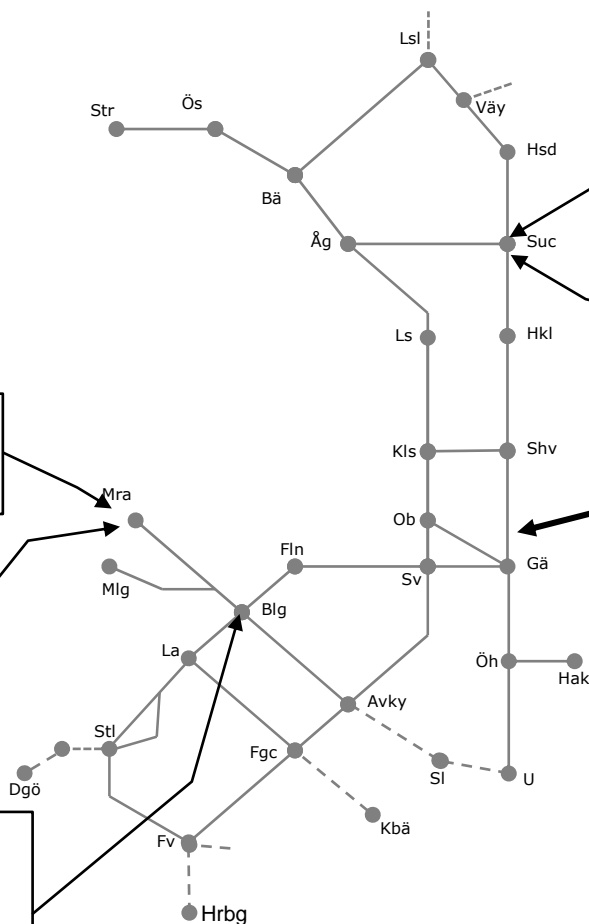 Lsl
Väy
Str
Ös
Hsd
Bä
Åg
Suc
Ls
Hkl
Kls
Shv
Mra
Ob
Fln
Sv
Gä
Mlg
Blg
La
Öh
Hak
Avky
Stl
Fgc
Sl
U
Dgö
Kbä
Fv
Hrbg